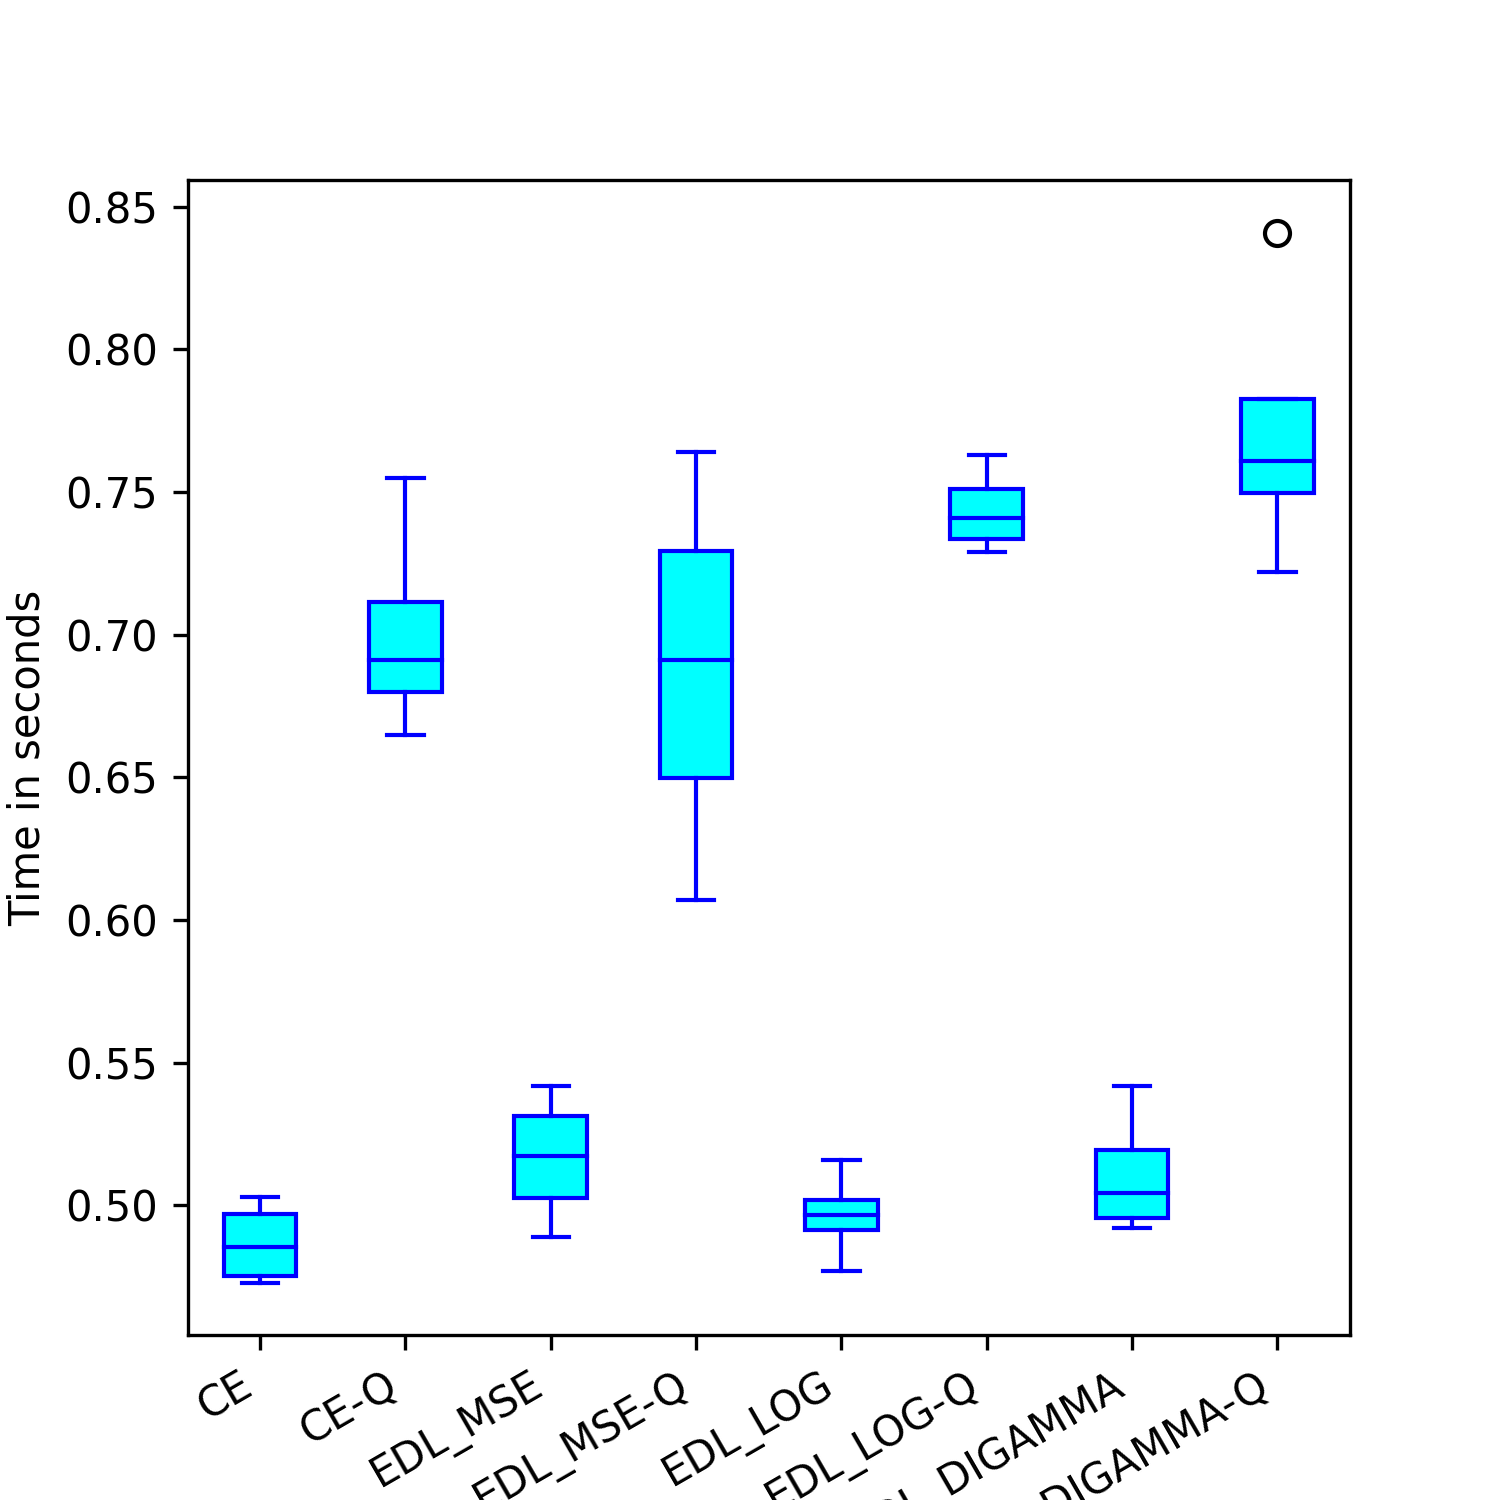 0.85
0.80
0.75
0.70
0.65
0.60
0.55
0.50
Time in seconds
CE
CE-Q
EDL_MSE
EDL_MSE-Q
EDL_LOG
EDL_LOG-Q
DIGAMMA
DIGAMMA-Q